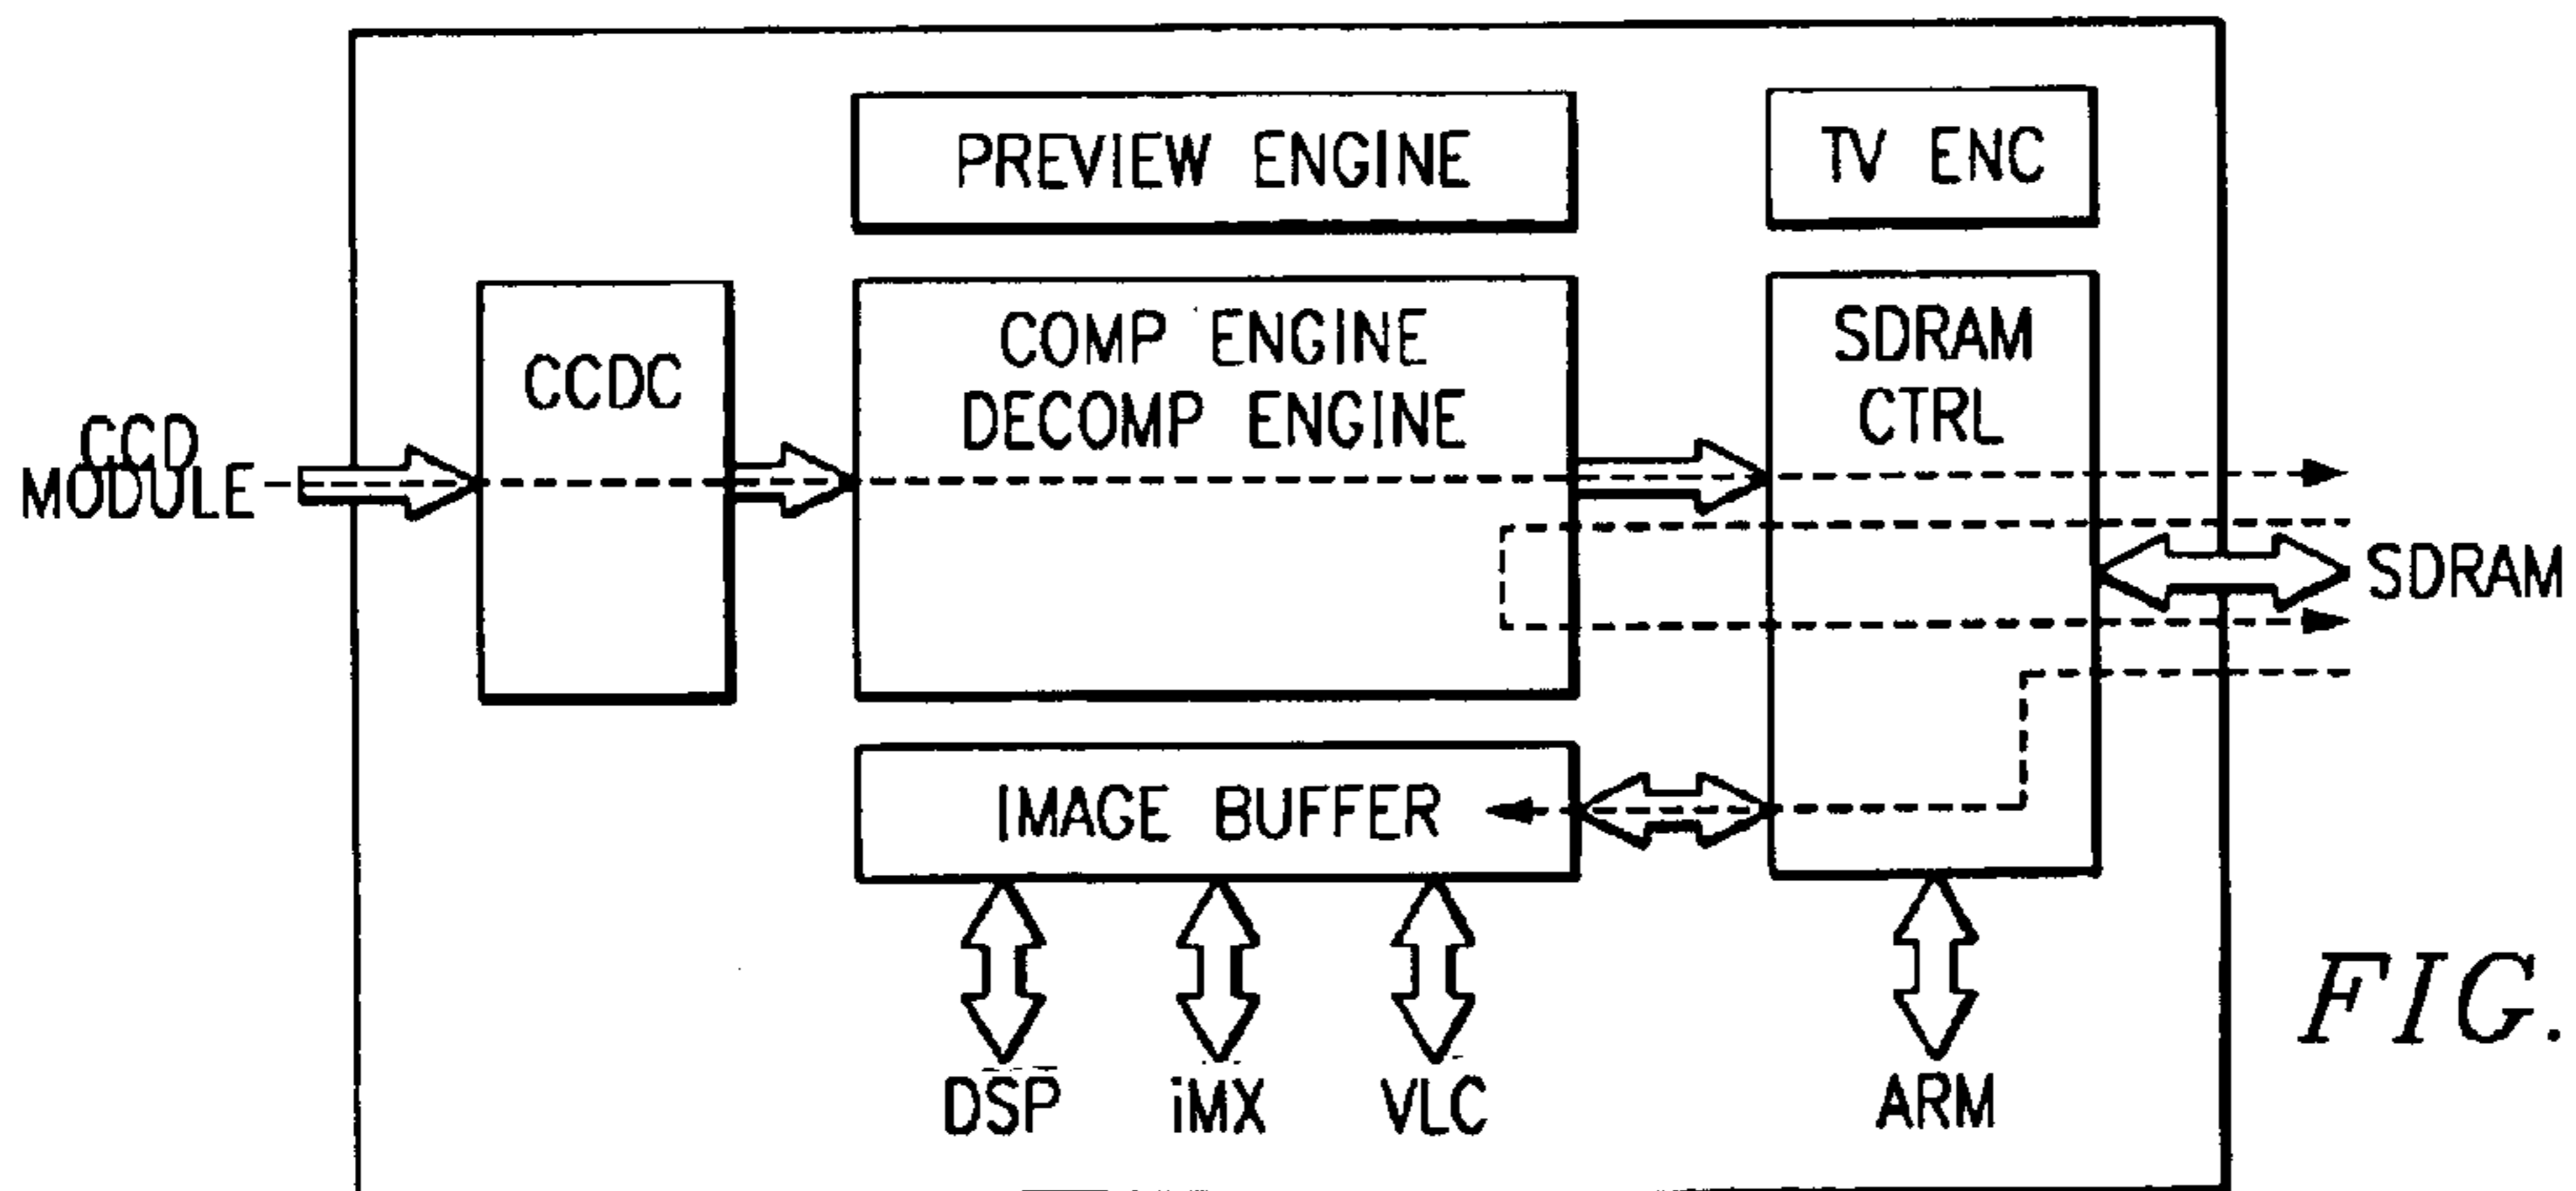 PREVIEW ENGINE
TV ENC
CCD
MODULE
CCDC
COMP ENGINE
DECOMP ENGINE
SDRAM
CTRL
SDRAM
IMAGE BUFFER
DSP
iMX
VLC
ARM
FIG.